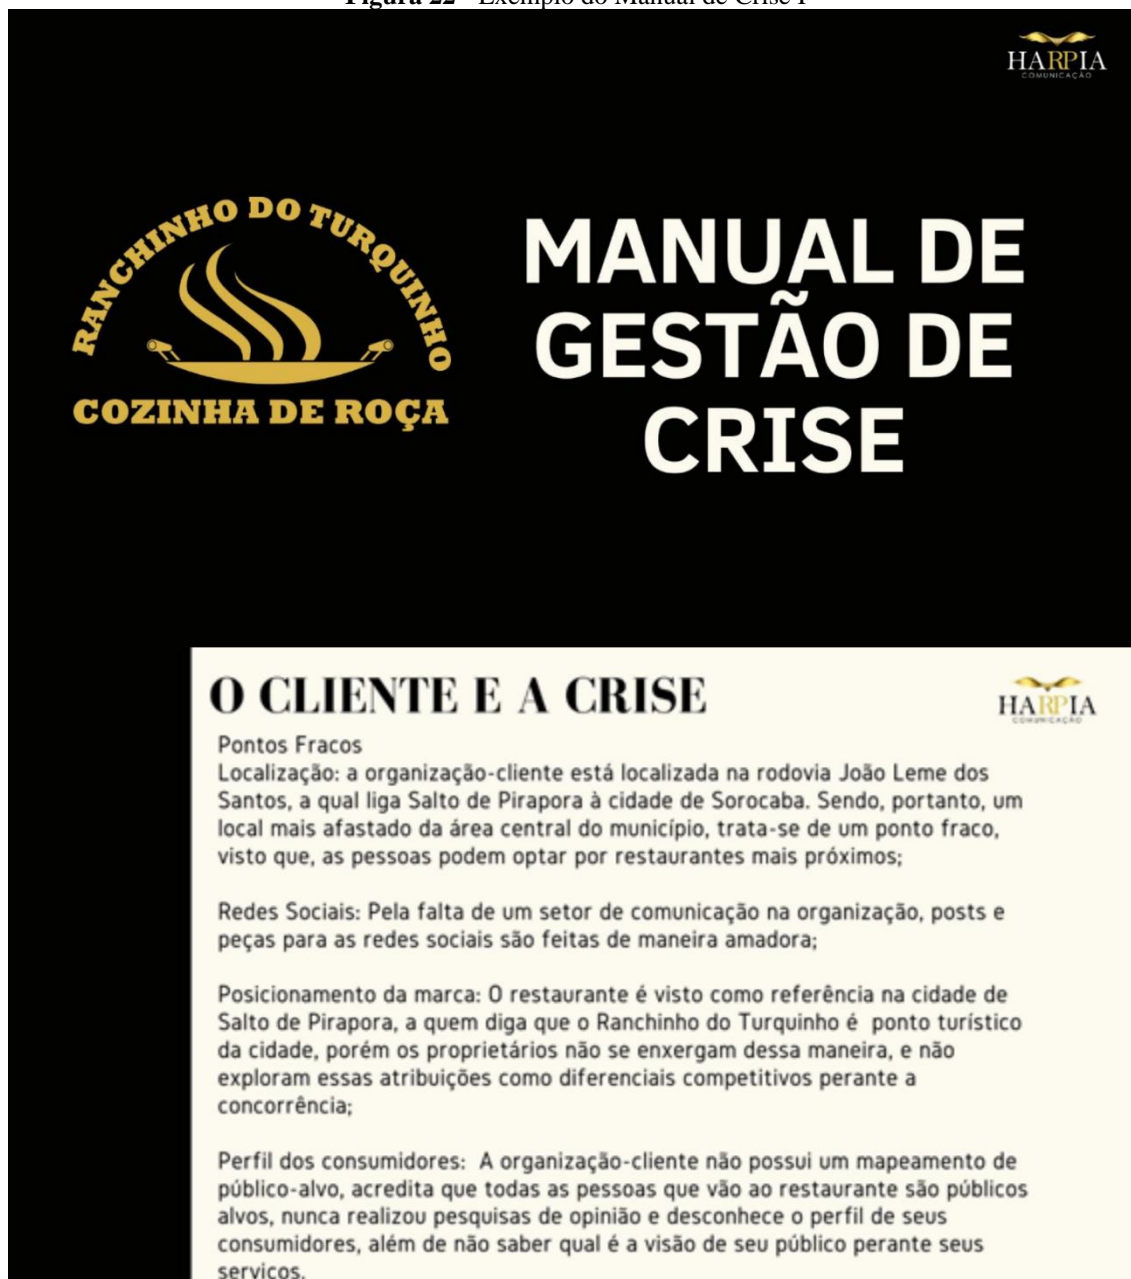 Figura 22 - Exemplo do Manual de Crise I
HARPIA
COMUNICAÇÃO
RANCHINHO DO TURQUINHO
COZINHA DE ROÇA
MANUAL DE
GESTÃO DE
CRISE
O CLIENTE E A CRISE
HARPIA
COMUNICAÇÃO
Pontos Fracos
Localização: a organização-cliente está localizada na rodovia João Leme dos
Santos, a qual liga Salto de Pirapora à cidade de Sorocaba. Sendo, portanto, um
local mais afastado da área central do município, trata-se de um ponto fraco,
visto que, as pessoas podem optar por restaurantes mais próximos;
Redes Sociais: Pela falta de um setor de comunicação na organização, posts e
peças para as redes sociais são feitas de maneira amadora;
Posicionamento da marca: O restaurante é visto como referência na cidade de
Salto de Pirapora, a quem diga que o Ranchinho do Turquinho é ponto turístico
da cidade, porém os proprietários não se enxergam dessa maneira, e não
exploram essas atribuições como diferenciais competitivos perante a
concorrência;
Perfil dos consumidores: A organização-cliente não possui um mapeamento de
público-alvo, acredita que todas as pessoas que vão ao restaurante são públicos
alvos, nunca realizou pesquisas de opinião e desconhece o perfil de seus
consumidores, além de não saber qual é a visão de seu público perante seus
serviços.